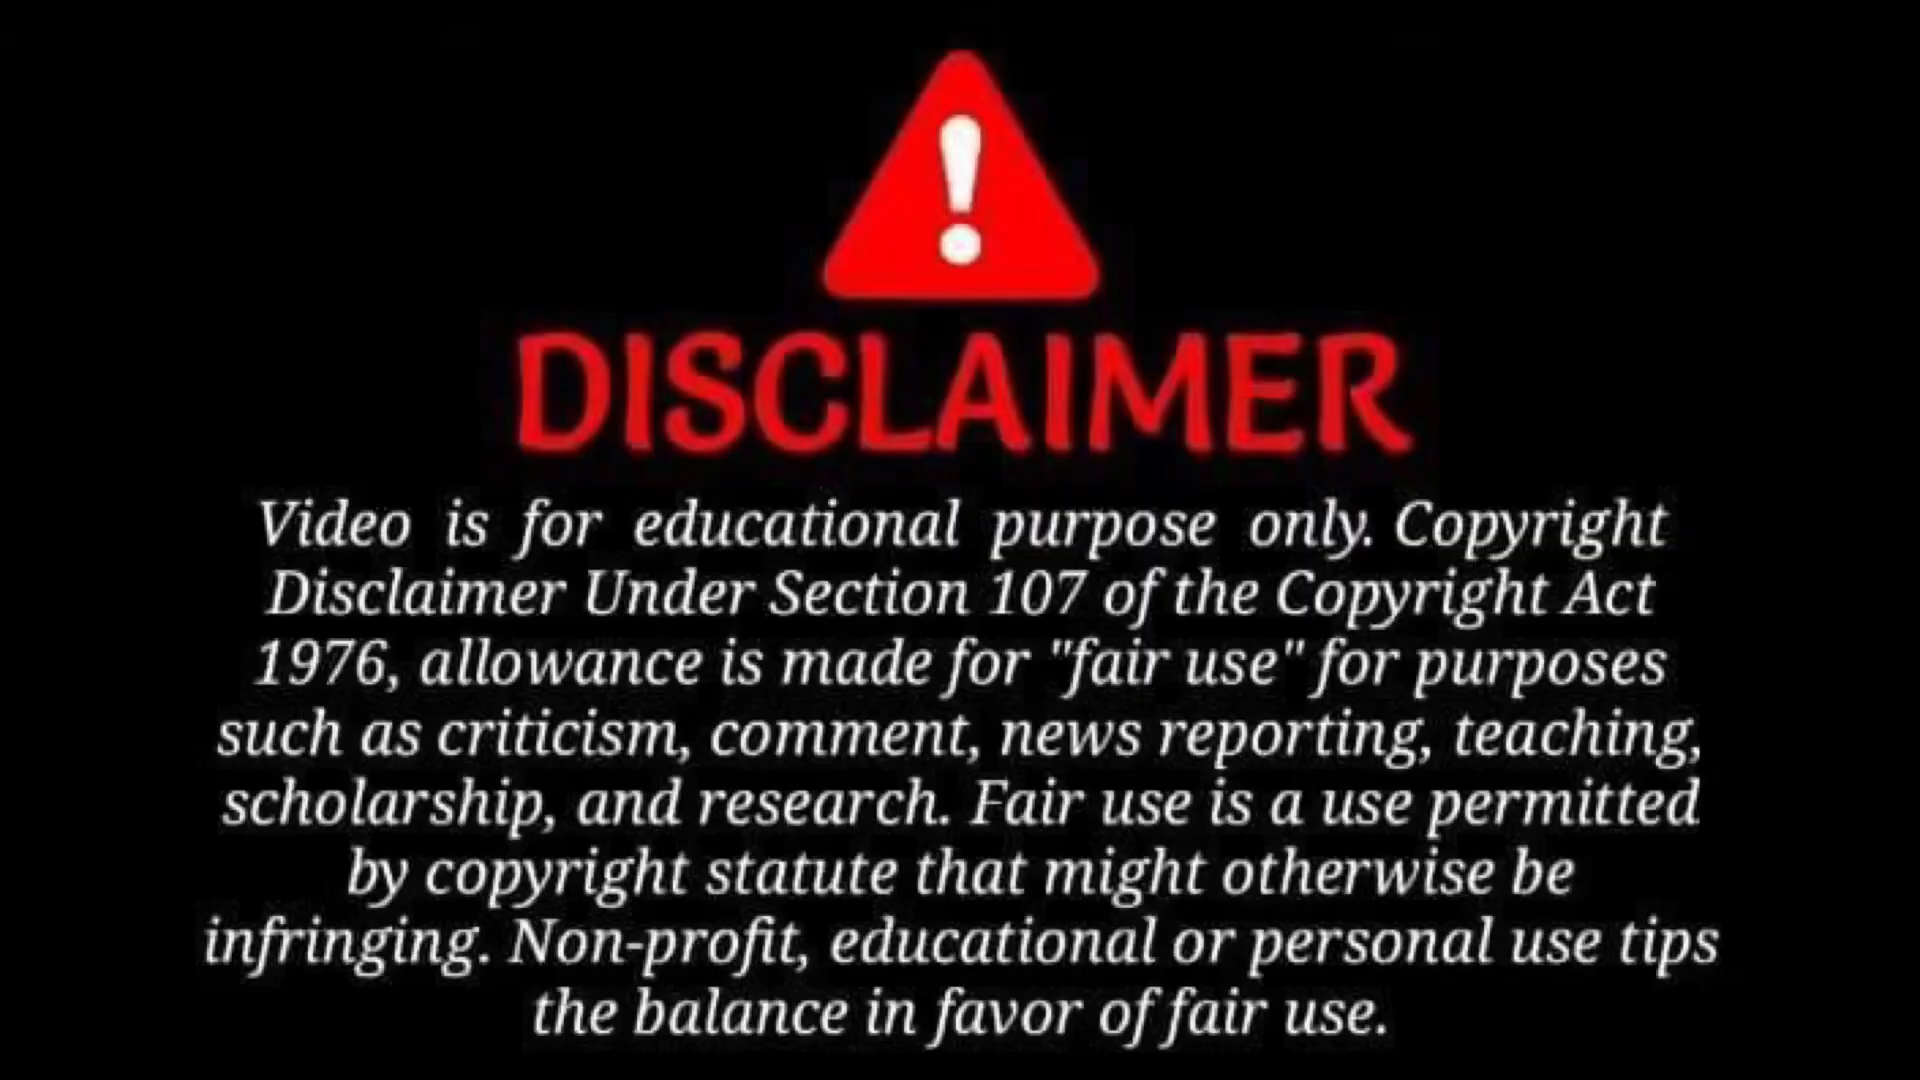 !
DISCLAIMER
Video is for educational purpose only. Copyright
Disclaimer Under Section 107 of the Copyright Act
1976, allowance is made for "fair use" for purposes
such as criticism, comment, news reporting, teaching,
scholarship, and research. Fair use is a use permitted
by copyright statute that might otherwise be
infringing. Non-profit, educational or personal use tips
the balance in favor of fair use.